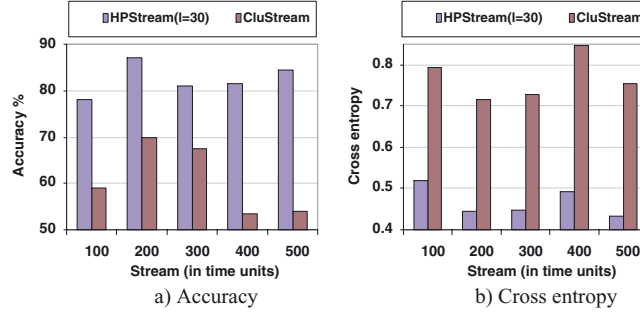 HPStream(l=30) CluStream
90
80
70
60
50
Accuracy %
100 200 300 400 500
Stream (in time units)
a) Accuracy
HPStream(l=30) CluStream
0.8
0.7
0.6
0.5
0.4
Cross entropy
100 200 300 400 500
Stream (in time units)
b) Cross entropy